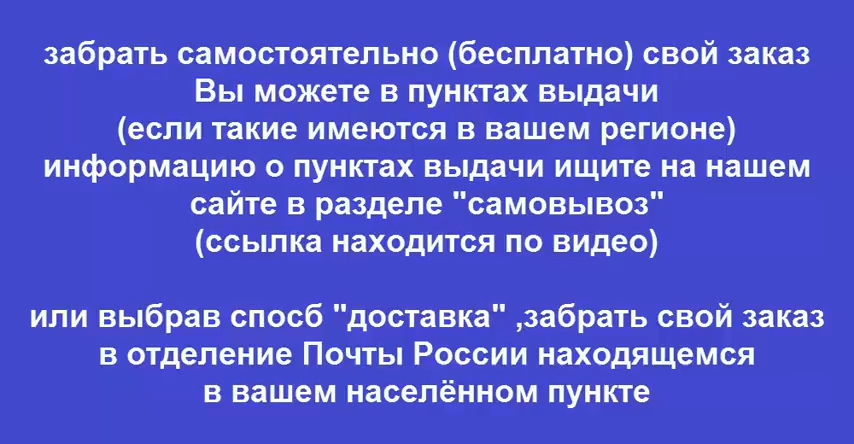 забрать самостоятельно (бесплатно) свой заказ
Вы можете в пунктах выдачи
(если такие имеются в вашем регионе)
информацию о пунктах выдачи ищите на нашем
сайте в разделе "самовывоз"
(ссылка находится по видео)
или выбрав спосб "доставка" ,забрать свой заказ
в отделение Почты России находящемся
в вашем населённом пункте